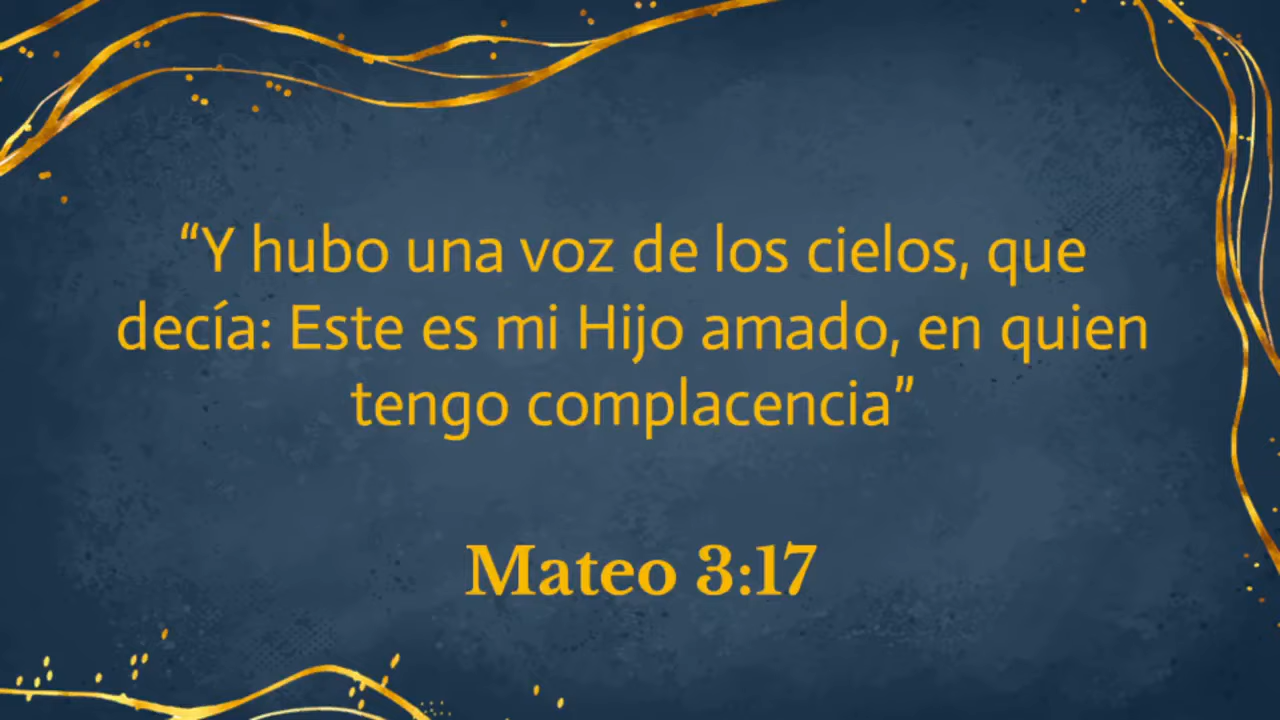 “Y hubo una voz de los cielos, que
decía: Este es mi Hijo amado, en quien
tengo complacencia”
Mateo 3:17